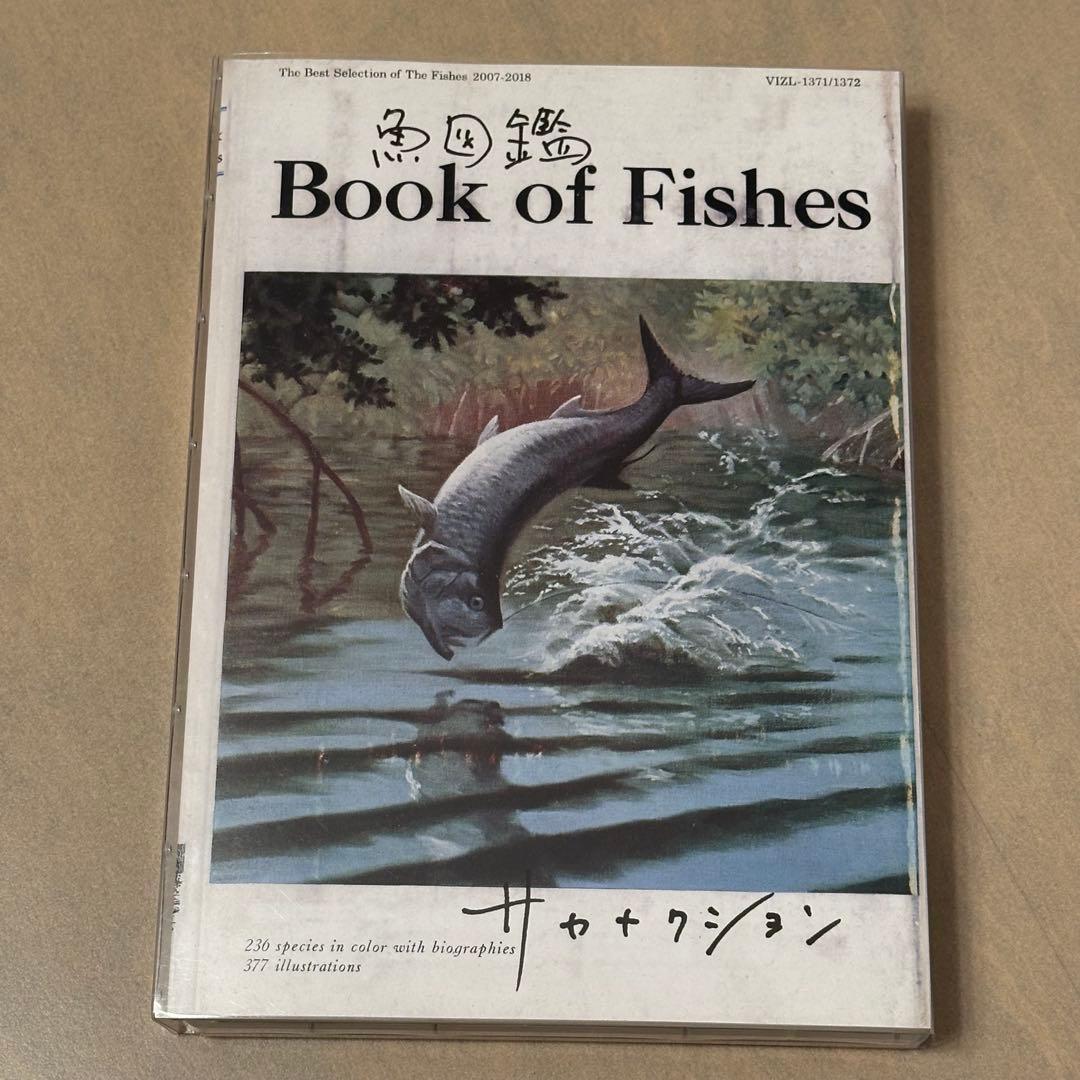 The Best Selection of The Fishes 2007-2018
VIZL-1371/1372
魚図鑑
Book of Fishes
サカナクション
236 species in color with biographies
377 illustrations